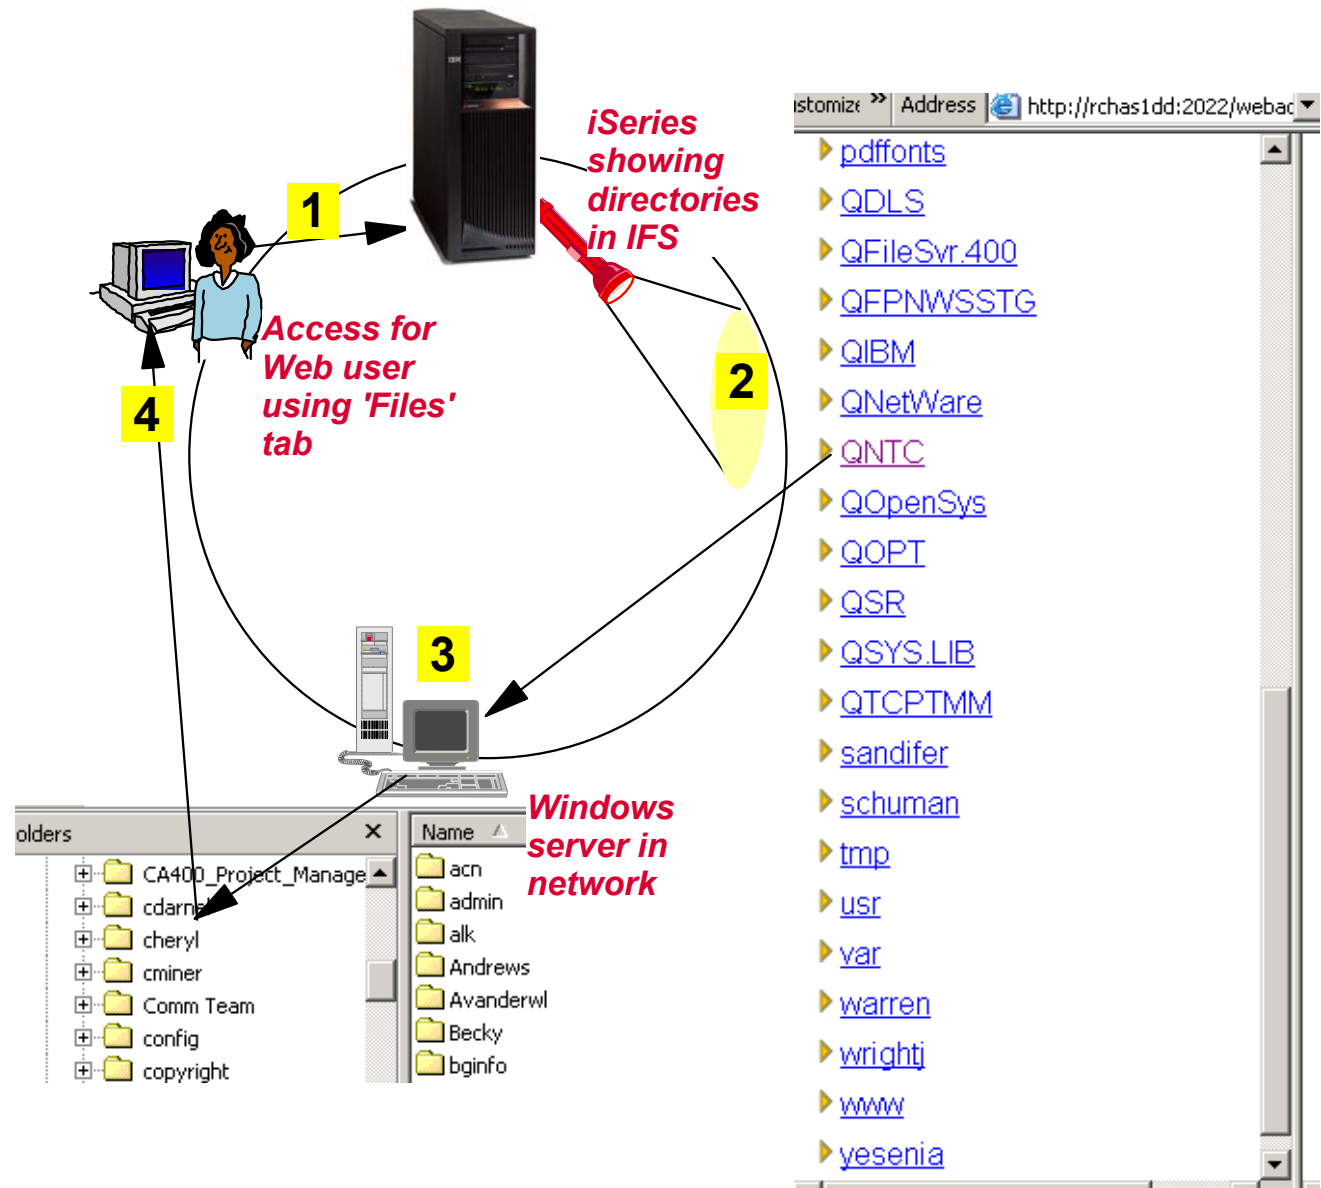 IBM
iSeries
showing
directories
in IFS
1
Access for
Web user
using 'Files'
tab
2
4
3
Windows
server in
network
Address http://rchas1dd:2022/webac
pdffonts
QDLS
QFileSvr.400
QFPNWSSTG
QIBM
QNetWare
QNTC
QOpenSys
QOPT
QSR
QSYS.LIB
QTCPTMM
sandifer
schuman
tmp
usr
var
warren
wrightj
www
yesenia
olders
CA400_Project_Manage
cheryl
cminer
Comm Team
config
copyright
Name
acn
admin
alk
Andrews
Avanderwl
Becky
bginfo